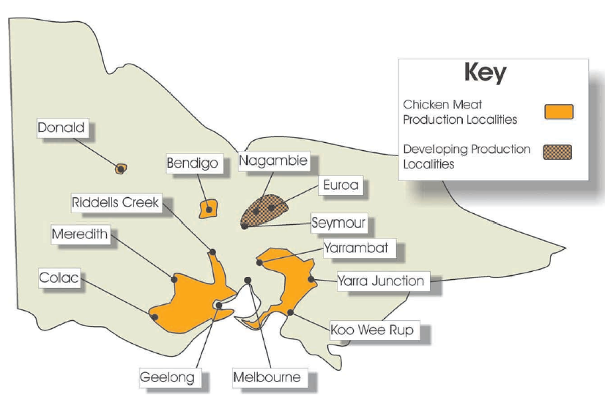 Key
Chicken Meat
Production Localities
Developing Production
Localities
Donald
Bendigo
Nagambie
Euroa
Riddells Creek
Seymour
Meredith
Yarrambat
Colac
Yarra Junction
Koo Wee Rup
Geelong
Melbourne